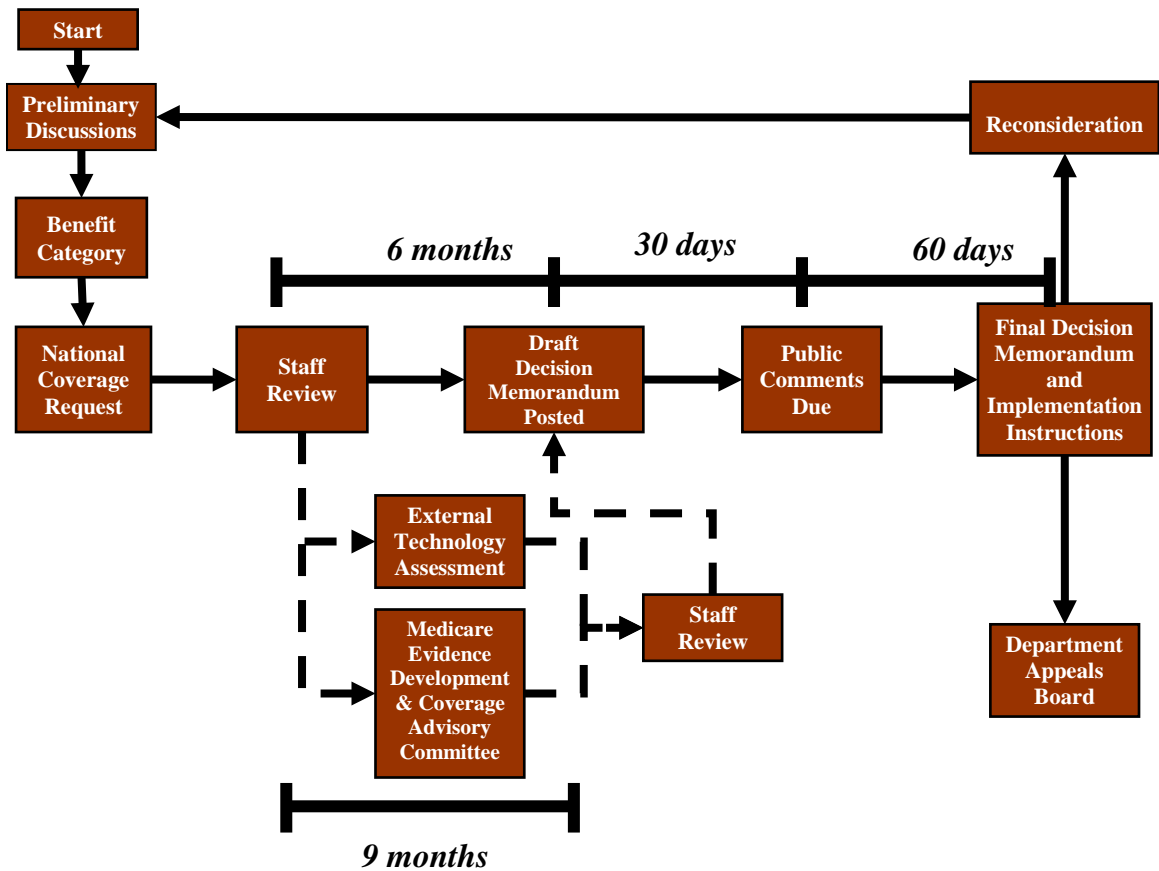 Start
Preliminary
Discussions
Reconsideration
Benefit
Category
6 months
30 days
60 days
National
Coverage
Request
Staff
Review
Draft
Decision
Memorandum
Posted
Public
Comments
Due
Final Decision
Memorandum
and
Implementation
Instructions
External
Technology
Assessment
Medicare
Evidence
Development
& Coverage
Advisory
Committee
Staff
Review
Department
Appeals
Board
9 months